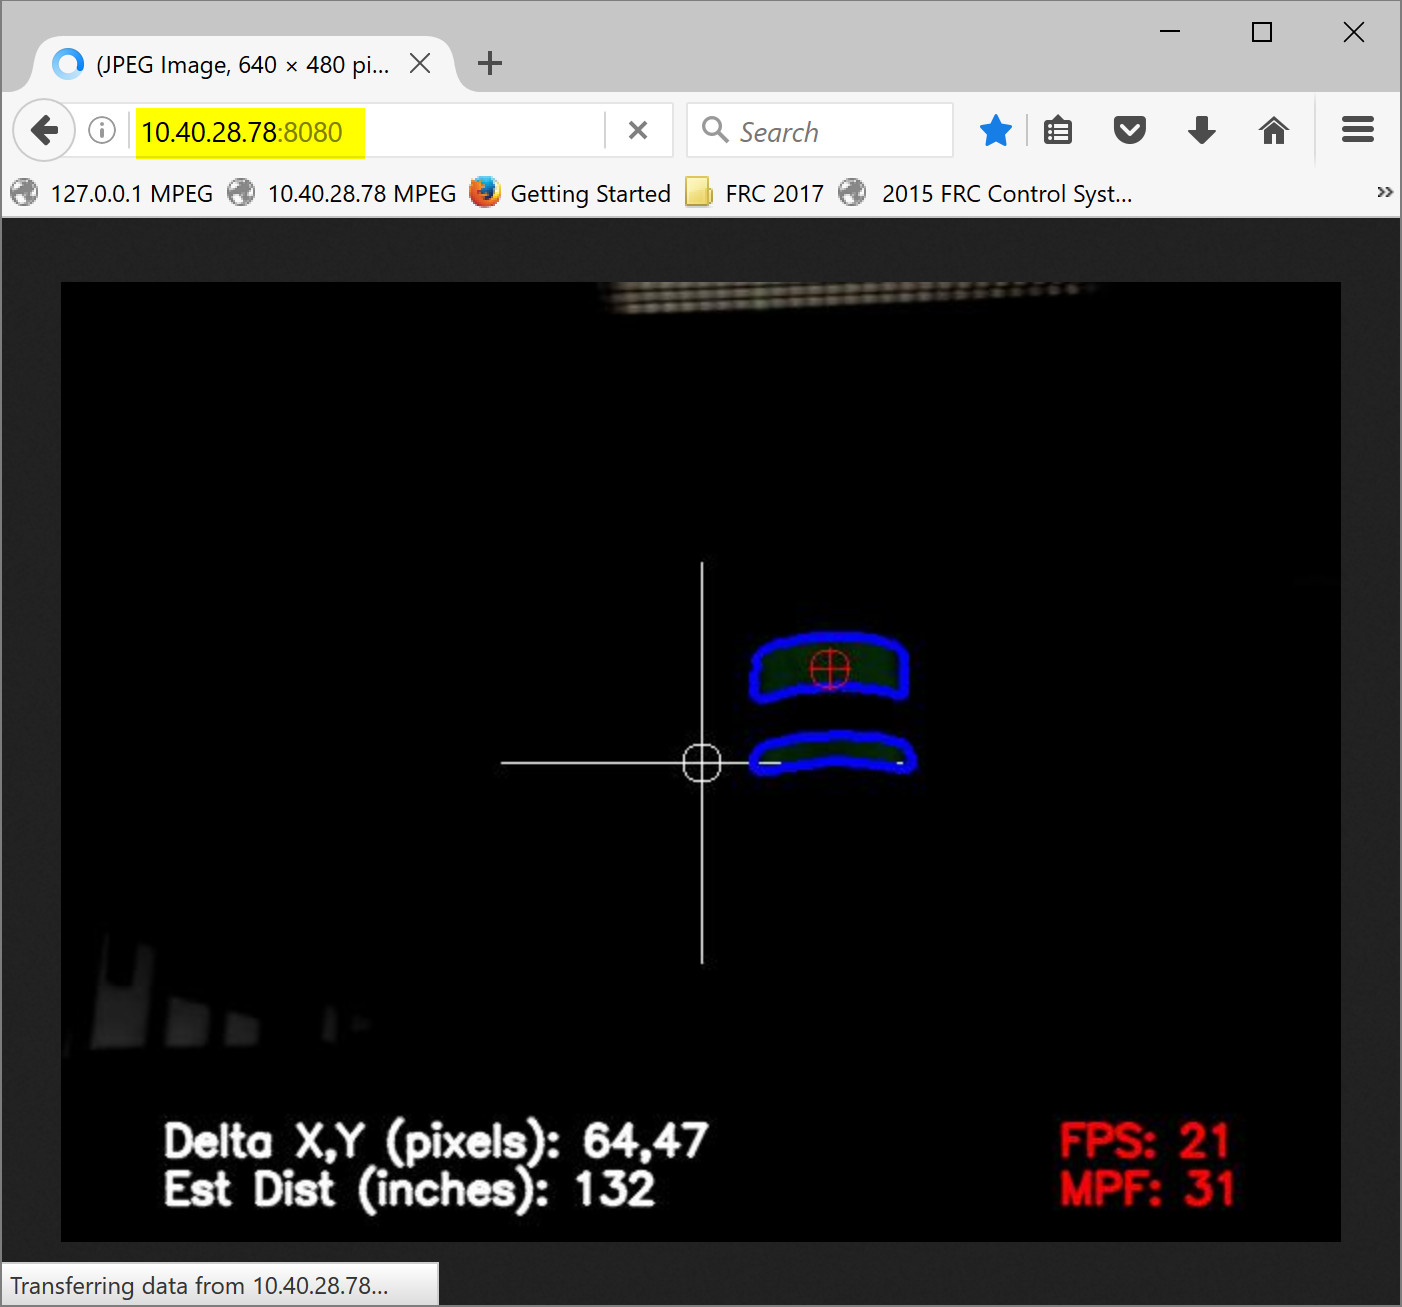 (JPEG Image, 640 × 480 pi...
10.40.28.78:8080
Search
127.0.0.1 MPEG
10.40.28.78 MPEG
Getting Started
FRC 2017
2015 FRC Control Syst...
Delta X,Y (pixels): 64,47
Est Dist (inches): 132
FPS: 21
MPF: 31
Transferring data from 10.40.28.78...